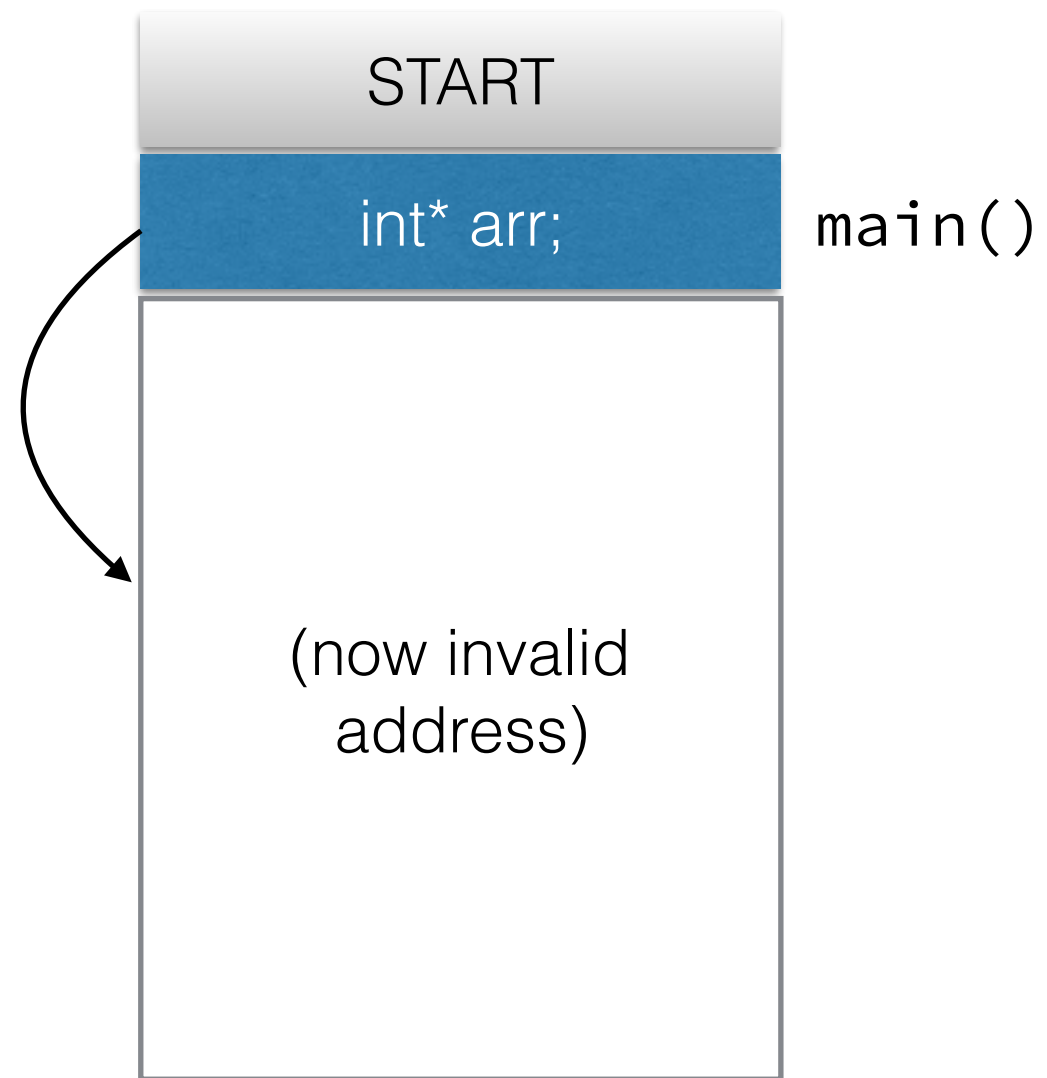 START
int* arr;
main()
(now invalid
address)